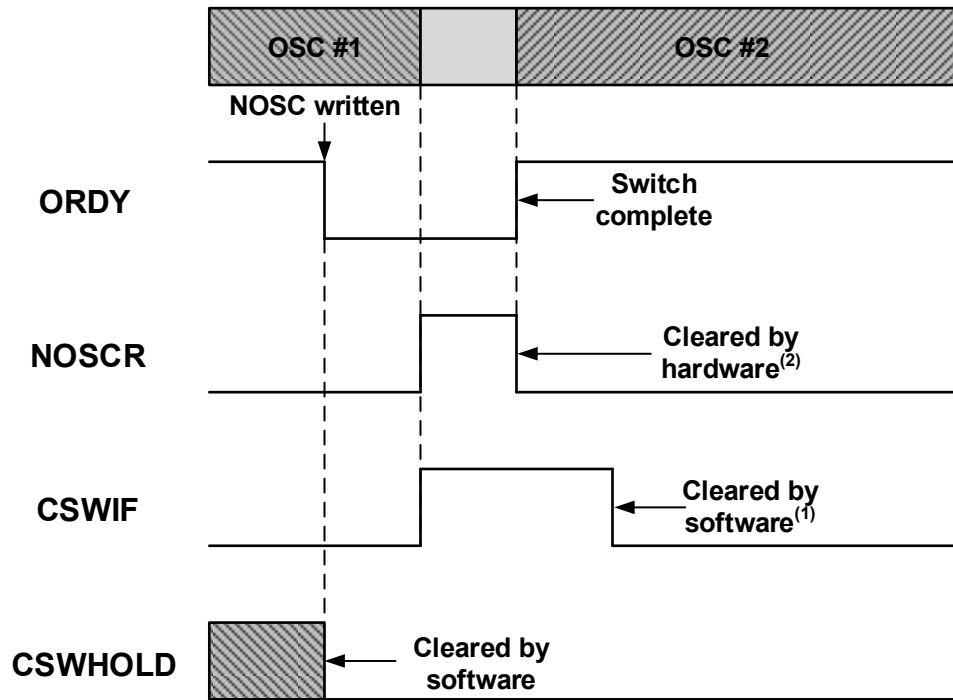 OSC #1
OSC #2
NOSC written
ORDY
Switch
complete
NOSCR
Cleared by
hardware(2)
CSWIF
Cleared by
software(1)
CSWHOLD
Cleared by
software